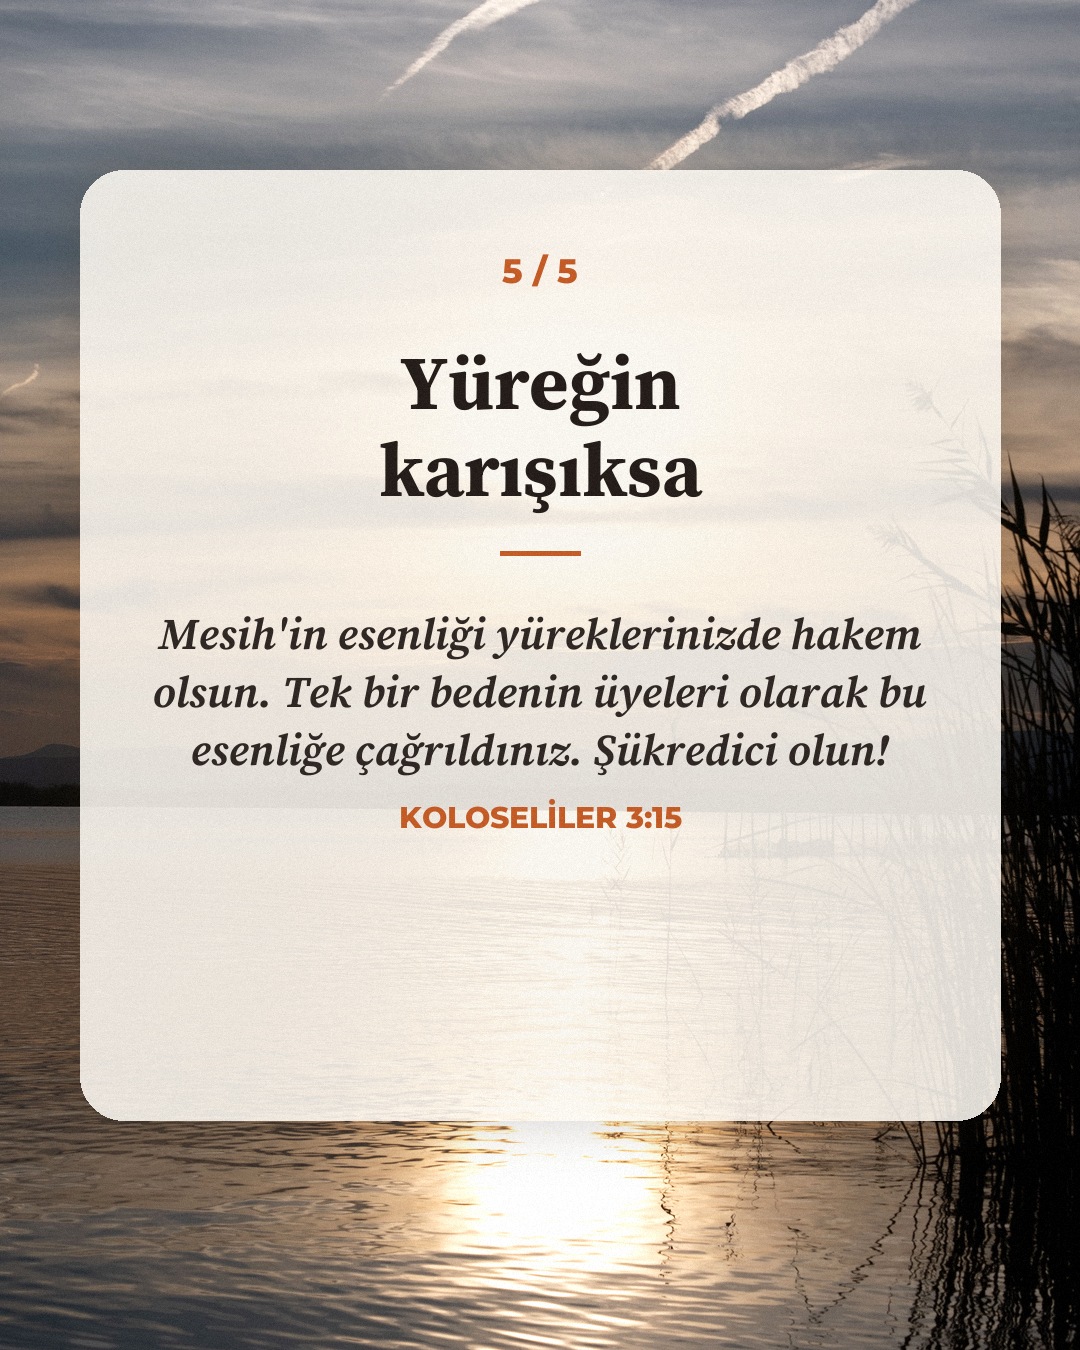 5 / 5
Yüreğin
karışıksa
Mesih'in esenliği yüreklerinizde hakem
olsun. Tek bir bedenin üyeleri olarak bu
esenliğe çağrıldınız. Şükredici olun!
KOLOSELİLER 3:15